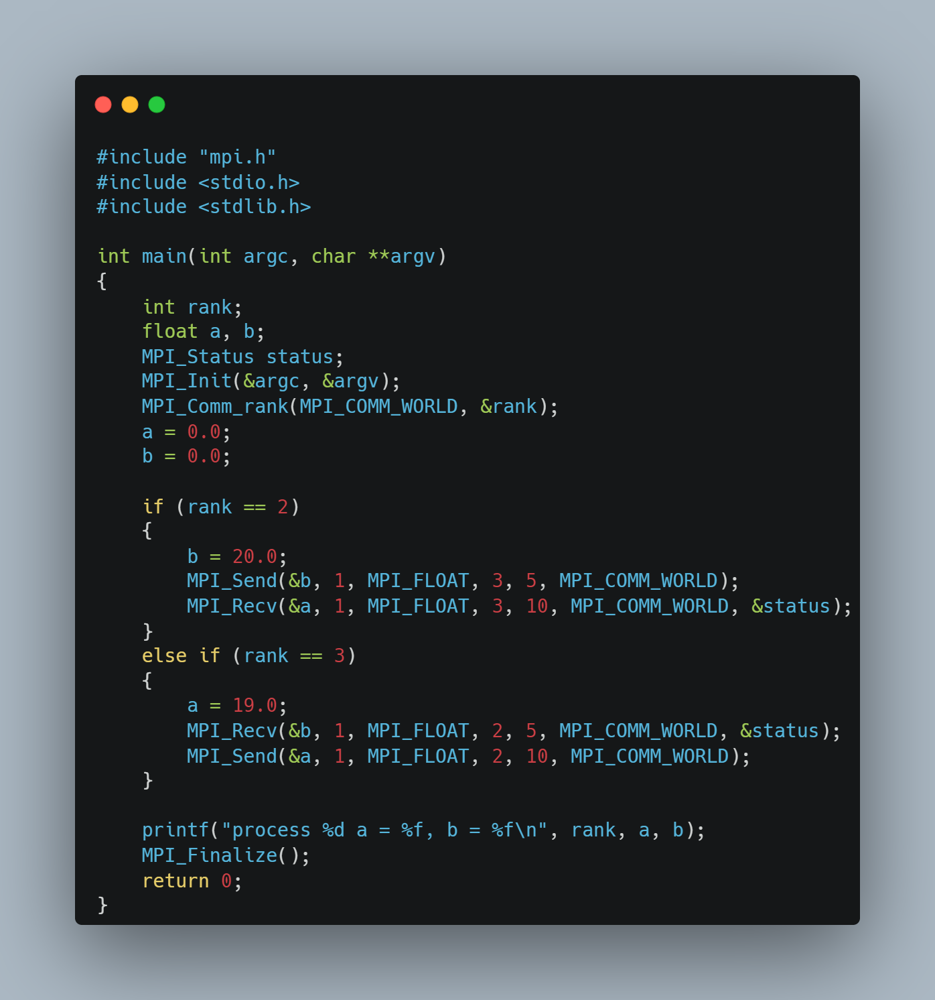 #include "mpi.h"
#include <stdio.h>
#include <stdlib.h>

int main(int argc, char **argv)
{
    int rank;
    float a, b;
    MPI_Status status;
    MPI_Init(&argc, &argv);
    MPI_Comm_rank(MPI_COMM_WORLD, &rank);
    a = 0.0;
    b = 0.0;

    if (rank == 2)
    {
        b = 20.0;
        MPI_Send(&b, 1, MPI_FLOAT, 3, 5, MPI_COMM_WORLD);
        MPI_Recv(&a, 1, MPI_FLOAT, 3, 10, MPI_COMM_WORLD, &status);
    }
    else if (rank == 3)
    {
        a = 19.0;
        MPI_Recv(&b, 1, MPI_FLOAT, 2, 5, MPI_COMM_WORLD, &status);
        MPI_Send(&a, 1, MPI_FLOAT, 2, 10, MPI_COMM_WORLD);
    }

    printf("process %d a = %f, b = %f\n", rank, a, b);
    MPI_Finalize();
    return 0;
}